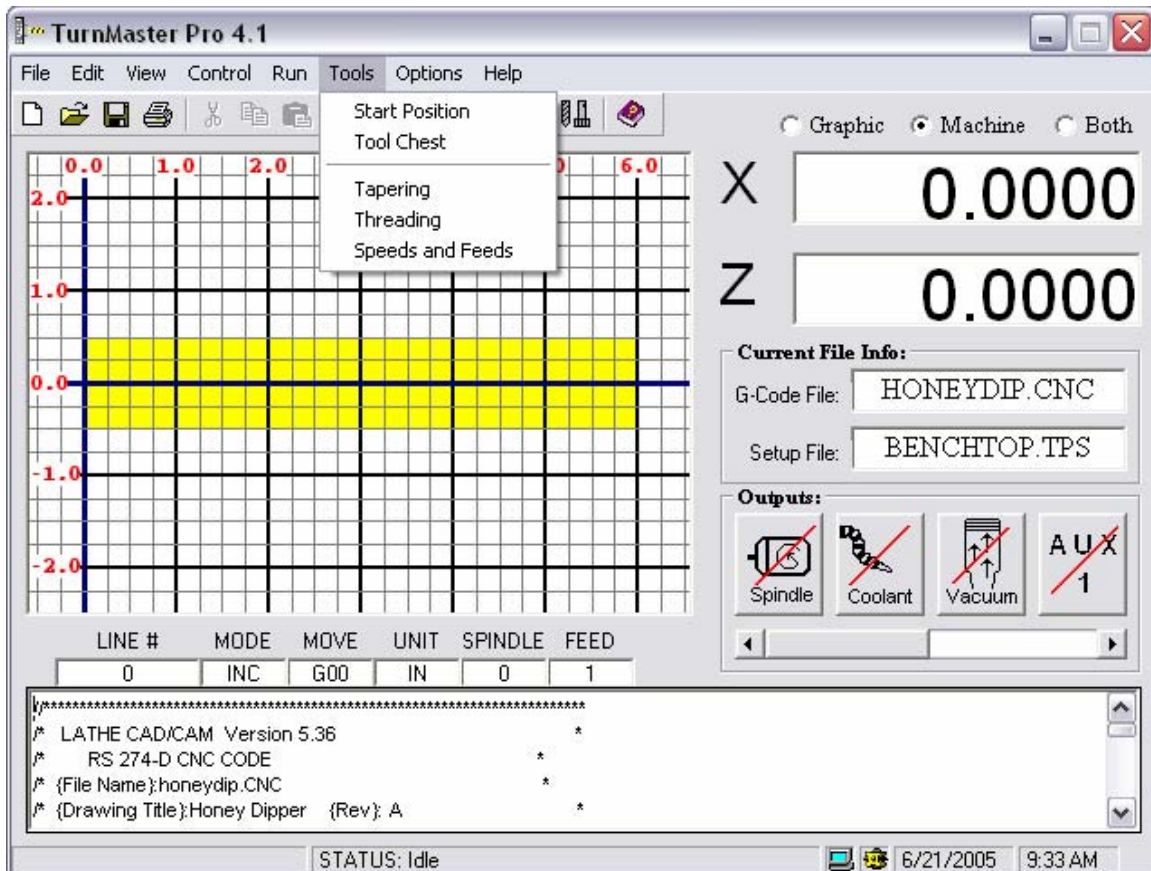 TurnMaster Pro 4.1
File Edit View Control Run Tools Options Help
Start Position
Tool Chest
Tapering
Threading
Speeds and Feeds
Graphic Machine Both
0.0 1.0 2.0 6.0
2.0
1.0
0.0
-1.0
-2.0
X 0.0000
Z 0.0000
Current File Info:
G-Code File: HONEYDIP.CNC
Setup File: BENCHTOP.TPS
Outputs:
Spindle
Coolant
Vacuum
AUX
1
LINE # MODE MOVE UNIT SPINDLE FEED
0 INC G00 IN 0 1
/* LATHE CAD/CAM Version 5.36 *
/* RS 274-D CNC CODE *
/* {File Name}:honeydip.CNC *
/* {Drawing Title}:Honey Dipper {Rev}: A *
STATUS: Idle 6/21/2005 9:33 AM